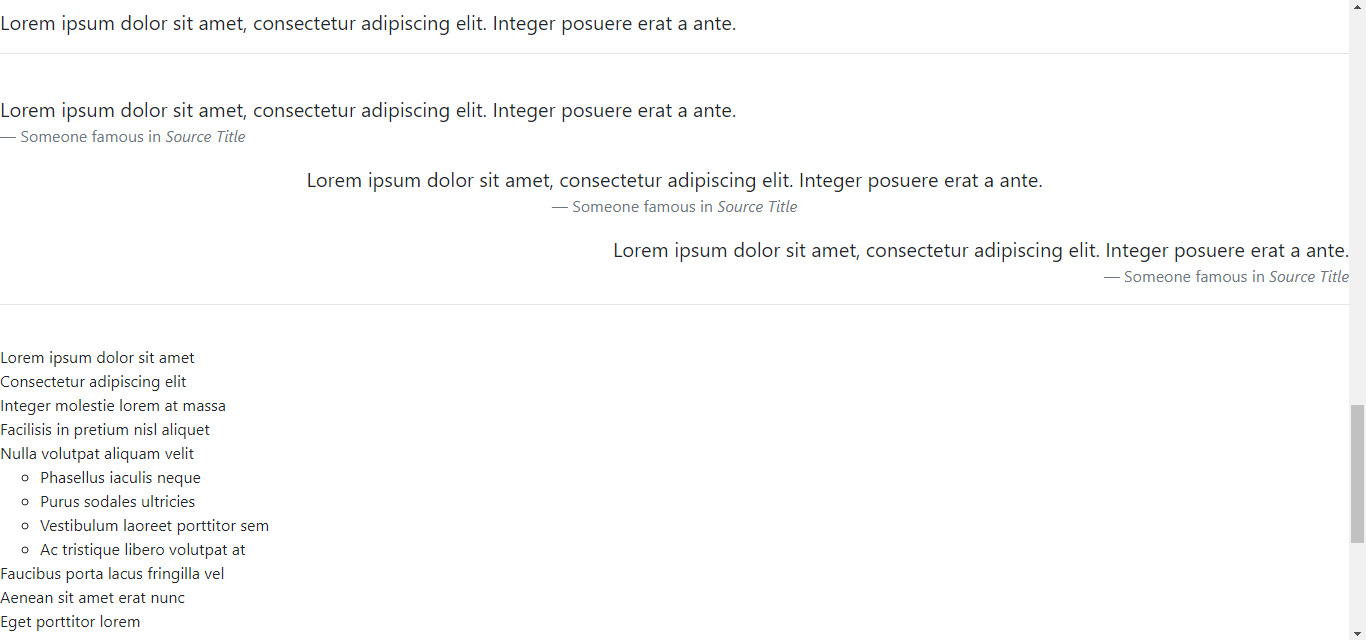 Lorem ipsum dolor sit amet, consectetur adipiscing elit. Integer posuere erat a ante.
Lorem ipsum dolor sit amet, consectetur adipiscing elit. Integer posuere erat a ante.
— Someone famous in Source Title
Lorem ipsum dolor sit amet, consectetur adipiscing elit. Integer posuere erat a ante.
— Someone famous in Source Title
Lorem ipsum dolor sit amet, consectetur adipiscing elit. Integer posuere erat a ante.
— Someone famous in Source Title
Lorem ipsum dolor sit amet
Consectetur adipiscing elit
Integer molestie lorem at massa
Facilisis in pretium nisl aliquet
Nulla volutpat aliquam velit
Phasellus iaculis neque
Purus sodales ultricies
Vestibulum laoreet porttitor sem
Ac tristique libero volutpat at
Faucibus porta lacus fringilla vel
Aenean sit amet erat nunc
Eget porttitor lorem